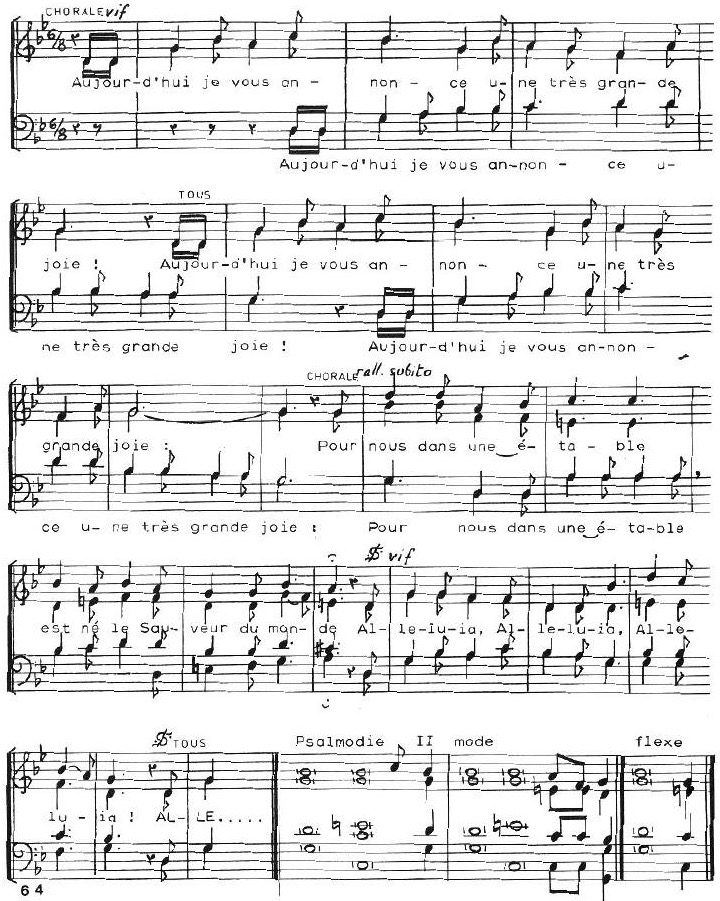 CHORALE vif
6/8
Aujour-d'hui je vous an - non - ce u- ne très gran- de
6/8
Aujour-d'hui je vous an-non - ce u-
TOUS
joie ! Aujour-d'hui je vous an - non - ce u- ne très
ne très grande joie ! Aujour-d'hui je vous an-non -
CHORALE rall. subito
grande joie : Pour nous dans une é- ta - ble
ce u- ne très grande joie : Pour nous dans une é- ta-ble
vif
est né le Sau- veur du mon- de Al- le-lu-ia, Al- le-lu-ia, Al-le-
TOUS Psalmodie II mode flexe
lu - ia ! AL-LE.....
64